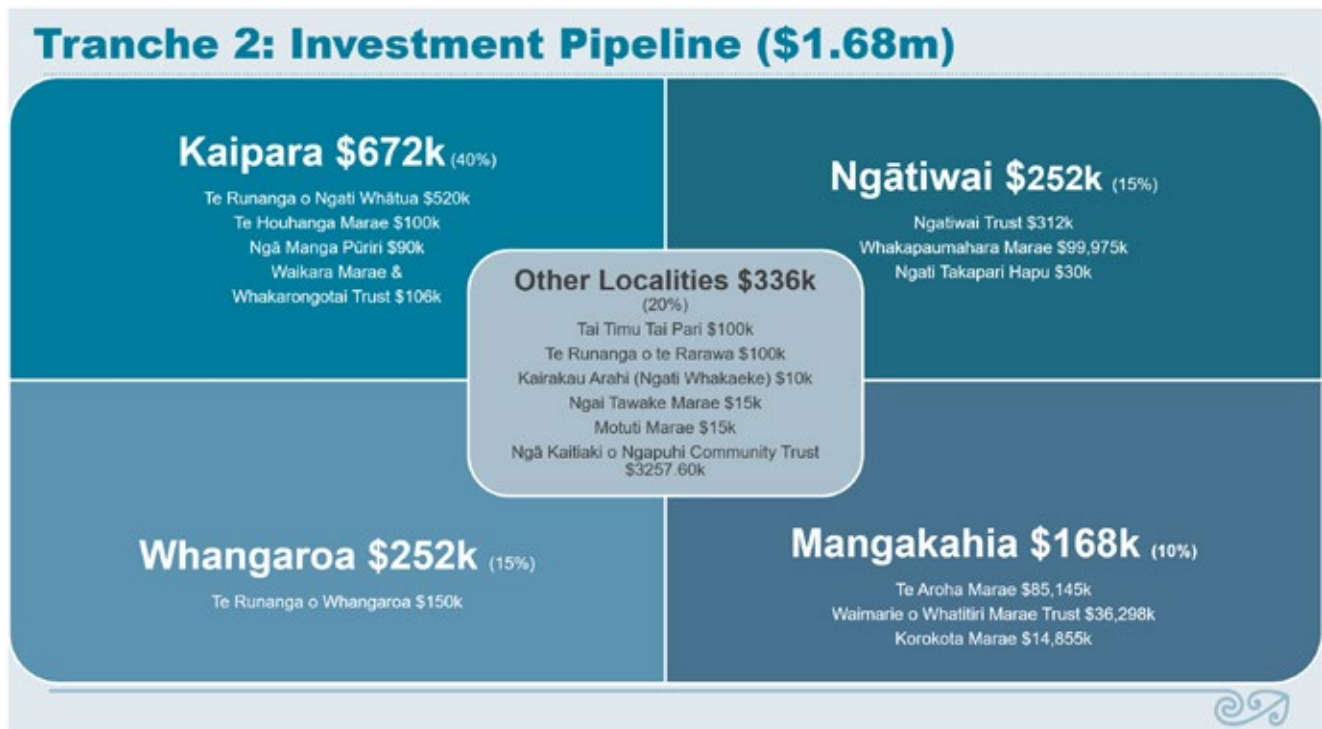 Tranche 2: Investment Pipeline ($1.68m)
Kaipara $672k (40%)
Te Runanga o Ngati Whātua $520k
Te Houhanga Marae $100k
Ngā Manga Pūriri $90k
Waikara Marae &
Whakarongotai Trust $106k
Ngātiwai $252k (15%)
Ngatiwai Trust $312k
Whakapaumahara Marae $99,975k
Ngati Takapari Hapu $30k
Other Localities $336k
(20%)
Tai Timu Tai Pari $100k
Te Runanga o te Rarawa $100k
Kairakau Arahi (Ngati Whakaeke) $10k
Ngai Tawake Marae $15k
Motuti Marae $15k
Ngā Kaitiaki o Ngapuhi Community Trust
$3257.60k
Whangaroa $252k (15%)
Te Runanga o Whangaroa $150k
Mangakahia $168k (10%)
Te Aroha Marae $85,145k
Waimarie o Whatitiri Marae Trust $36,298k
Korokota Marae $14,855k